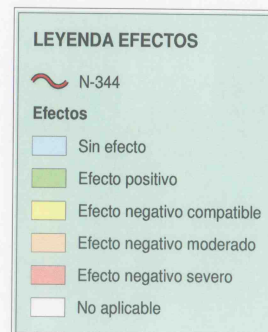 LEYENDA EFECTOS
N-344
Efectos
Sin efecto
Efecto positivo
Efecto negativo compatible
Efecto negativo moderado
Efecto negativo severo
No aplicable